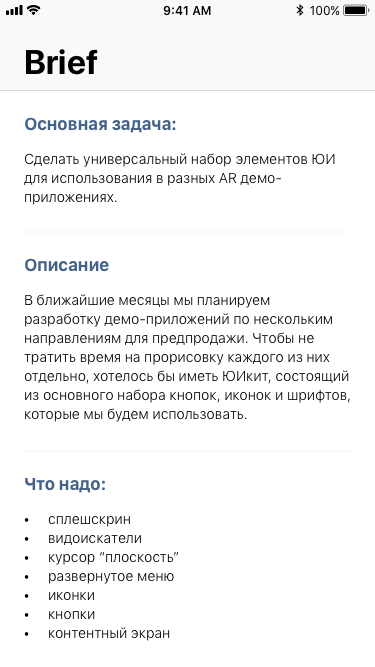 9:41 AM 100%
Brief
Основная задача:
Сделать универсальный набор элементов ЮИ
для использования в разных AR демо-
приложениях.
Описание
В ближайшие месяцы мы планируем
разработку демо-приложений по нескольким
направлениям для предпродажи. Чтобы не
тратить время на прорисовку каждого из них
отдельно, хотелось бы иметь ЮИкит, состоящий
из основного набора кнопок, иконок и шрифтов,
которые мы будем использовать.
Что надо:
• сплешскрин
• видоискатели
• курсор “плоскость”
• развернутое меню
• иконки
• кнопки
• контентный экран